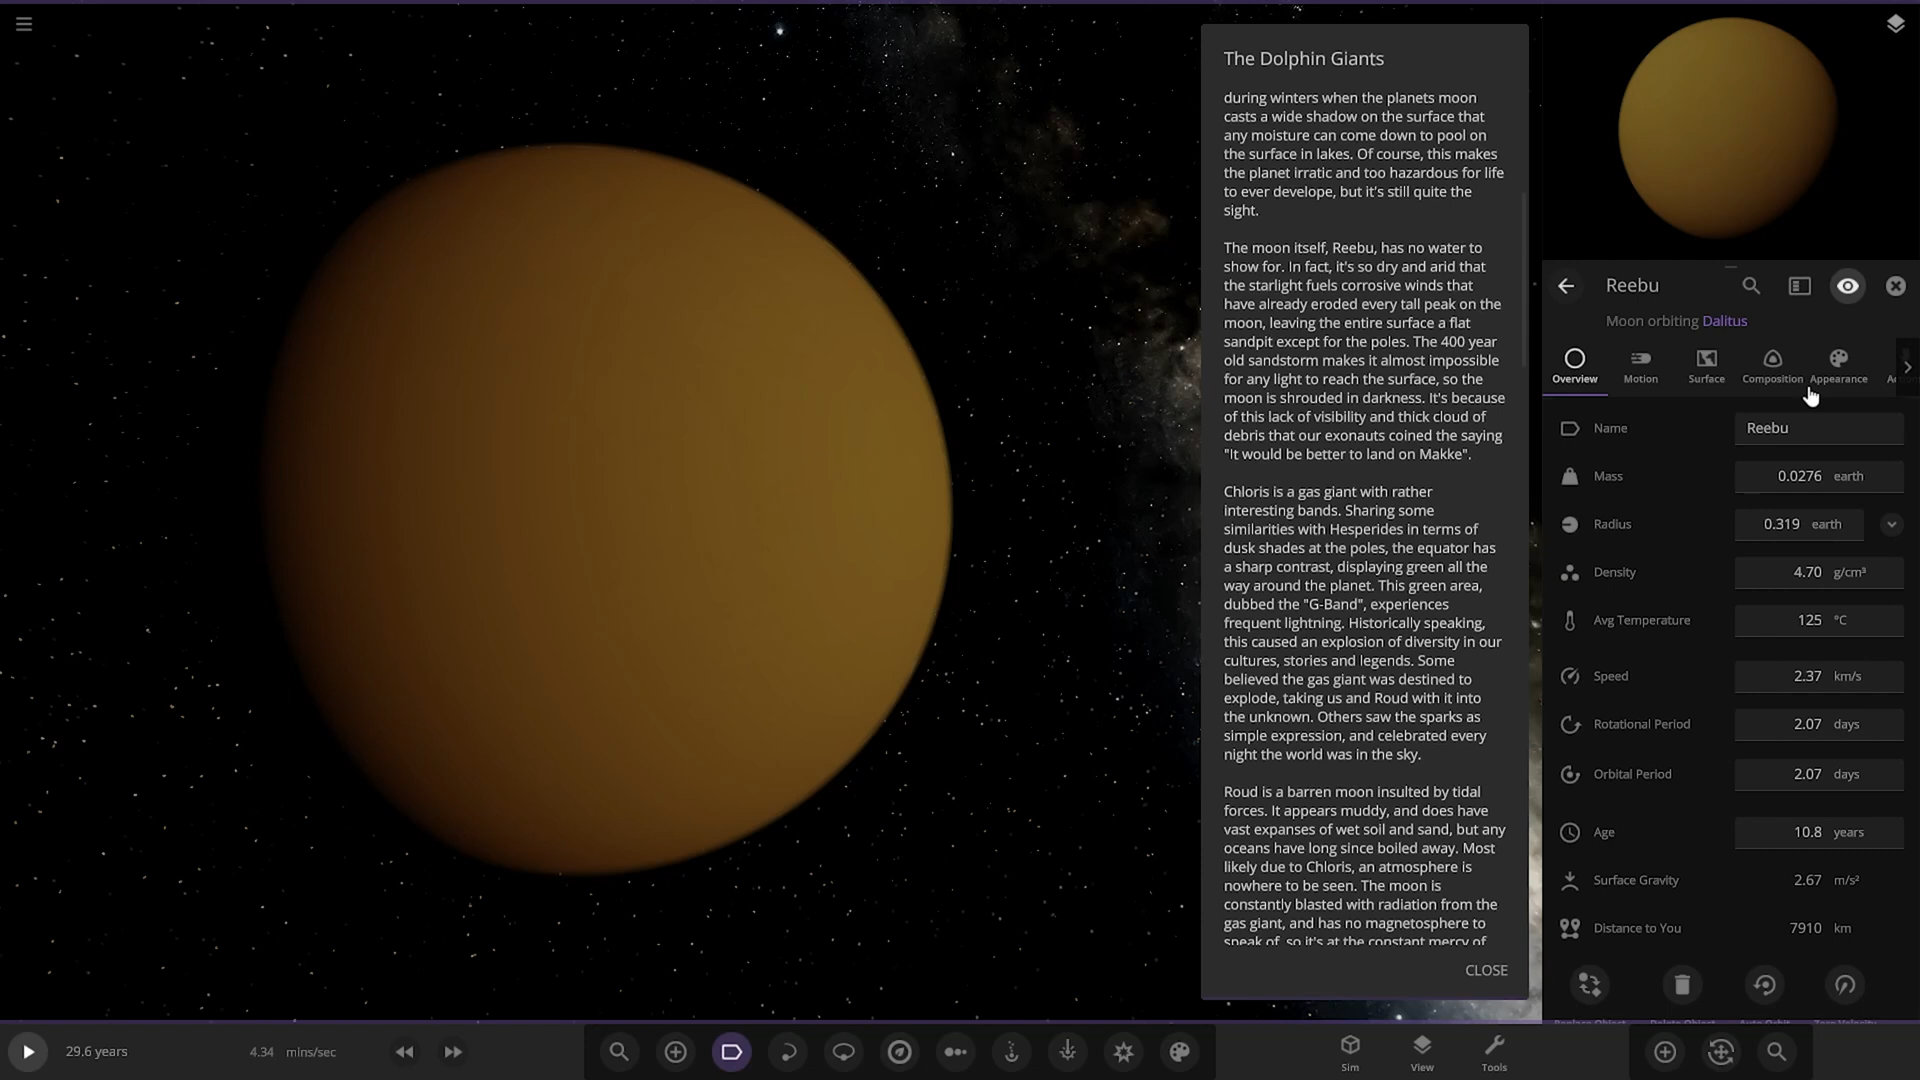 The Dolphin Giants
during winters when the planets moon
casts a wide shadow on the surface that
any moisture can come down to pool on
the surface in lakes. Of course, this makes
the planet irratic and too hazardous for life
to ever develope, but it's still quite the
sight.
The moon itself, Reebu, has no water to
show for. In fact, it's so dry and arid that
the starlight fuels corrosive winds that
have already eroded every tall peak on the
moon, leaving the entire surface a flat
sandpit except for the poles. The 400 year
old sandstorm makes it almost impossible
for any light to reach the surface, so the
moon is shrouded in darkness. It's because
of this lack of visibility and thick cloud of
debris that our exonauts coined the saying
"It would be better to land on Makke".
Chloris is a gas giant with rather
interesting bands. Sharing some
similarities with Hesperides in terms of
dusk shades at the poles, the equator has
a sharp contrast, displaying green all the
way around the planet. This green area,
dubbed the "G-Band", experiences
frequent lightning. Historically speaking,
this caused an explosion of diversity in our
cultures, stories and legends. Some
believed the gas giant was destined to
explode, taking us and Roud with it into
the unknown. Others saw the sparks as
simple expression, and celebrated every
night the world was in the sky.
Roud is a barren moon insulted by tidal
forces. It appears muddy, and does have
vast expanses of wet soil and sand, but any
oceans have long since boiled away. Most
likely due to Chloris, an atmosphere is
nowhere to be seen. The moon is
constantly blasted with radiation from the
gas giant, and has no magnetosphere to
speak of, so it's at the constant mercy of
CLOSE
Reebu
Moon orbiting Dalitus
Overview Motion Surface Composition Appearance
Name Reebu
Mass 0.0276 earth
Radius 0.319 earth
Density 4.70 g/cm³
Avg Temperature 125 °C
Speed 2.37 km/s
Rotational Period 2.07 days
Orbital Period 2.07 days
Age 10.8 years
Surface Gravity 2.67 m/s²
Distance to You 7910 km
29.6 years 4.34 mins/sec
Sim View Tools